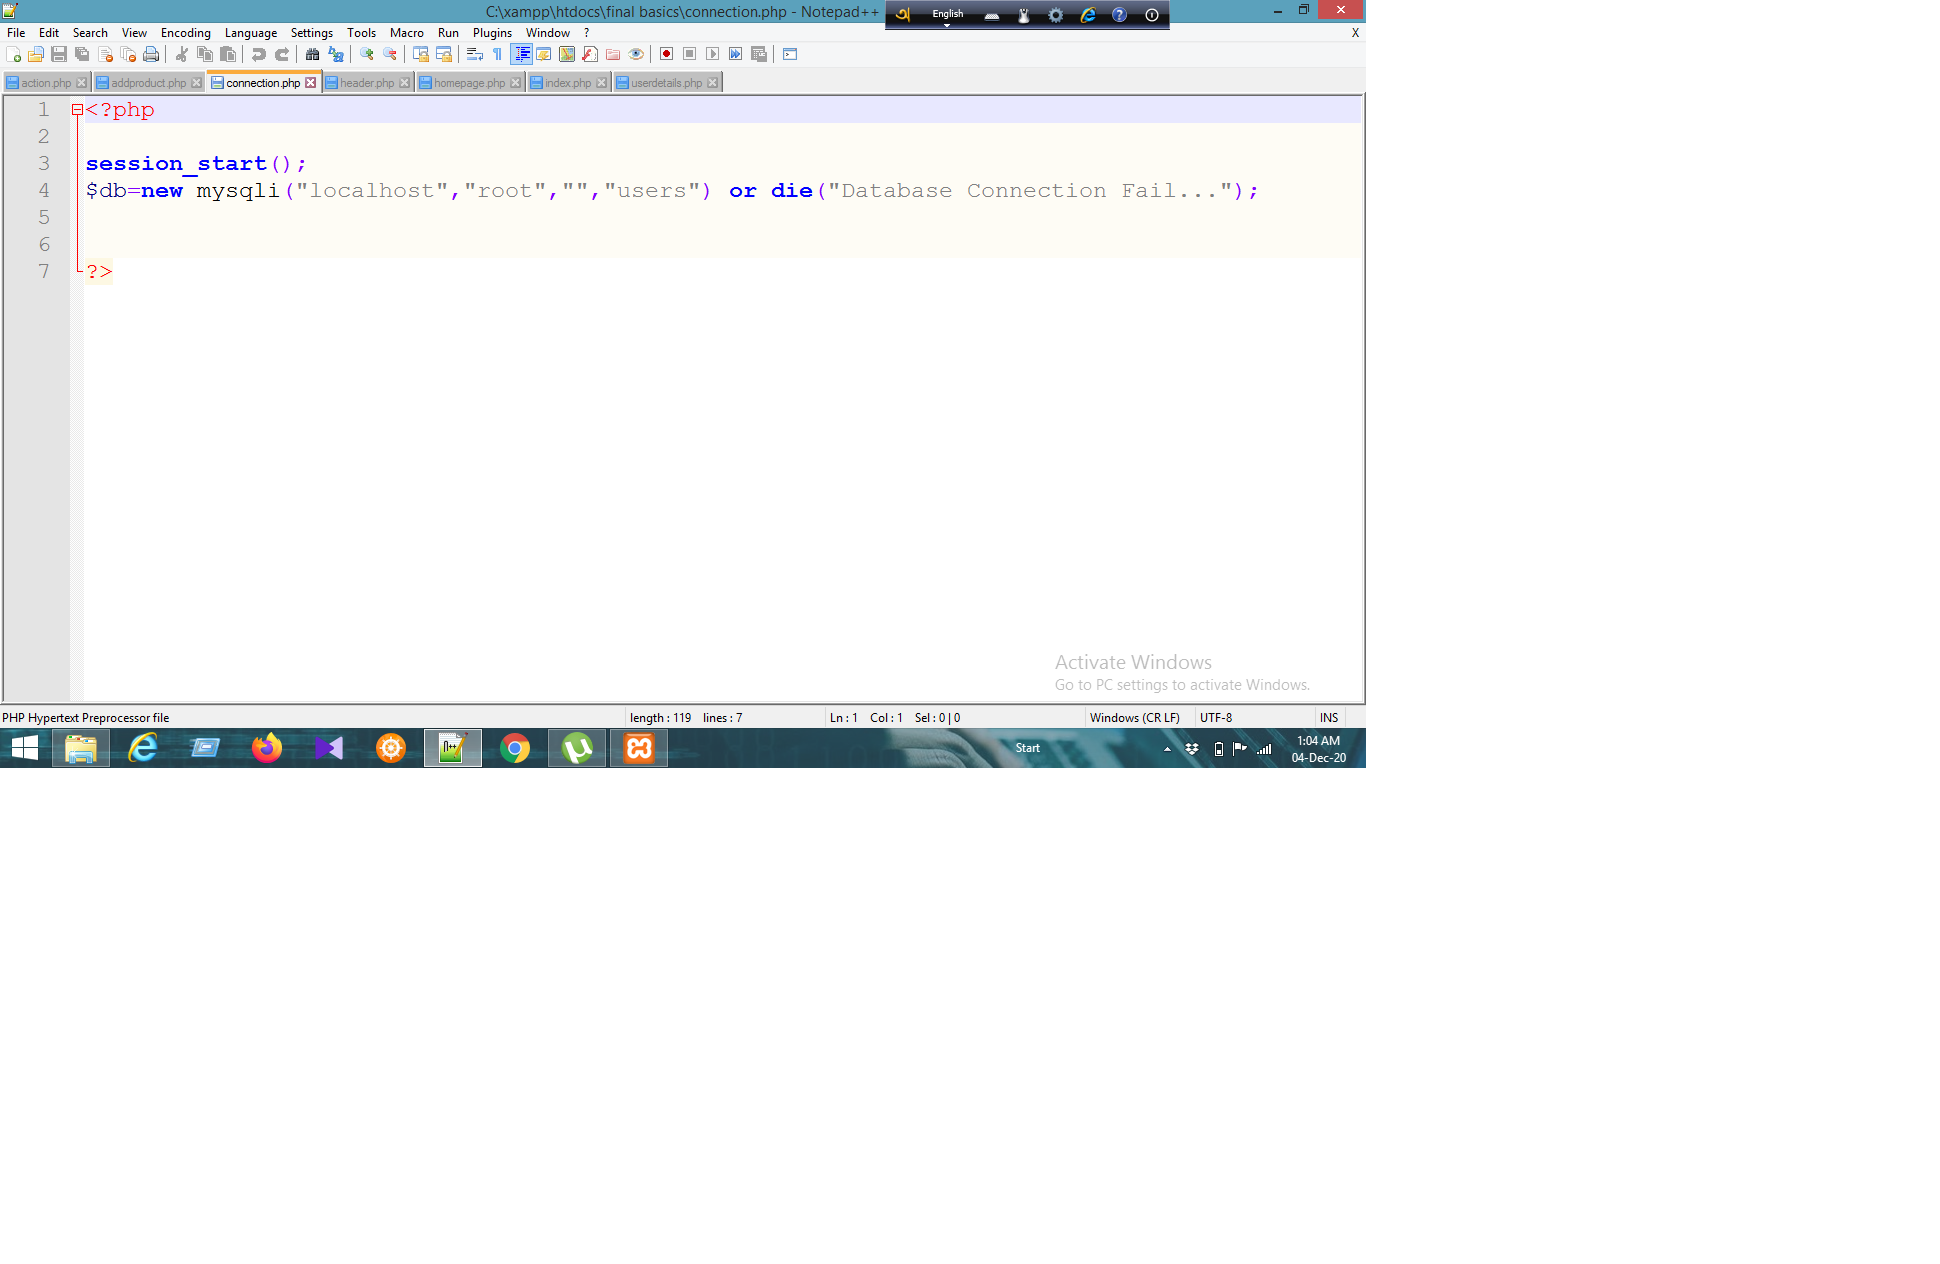 C:\xampp\htdocs\final basics\connection.php - Notepad++
English
File Edit Search View Encoding Language Settings Tools Macro Run Plugins Window ? X
action.php addproduct.php connection.php header.php homepage.php index.php userdetails.php
1 <?php
2
3 session_start();
4 $db=new mysqli("localhost","root","","users") or die("Database Connection Fail...");
5
6
7 ?>
Activate Windows
Go to PC settings to activate Windows.
PHP Hypertext Preprocessor file length : 119 lines : 7 Ln : 1 Col : 1 Sel : 0 | 0 Windows (CR LF) UTF-8 INS
Start
1:04 AM
04-Dec-20